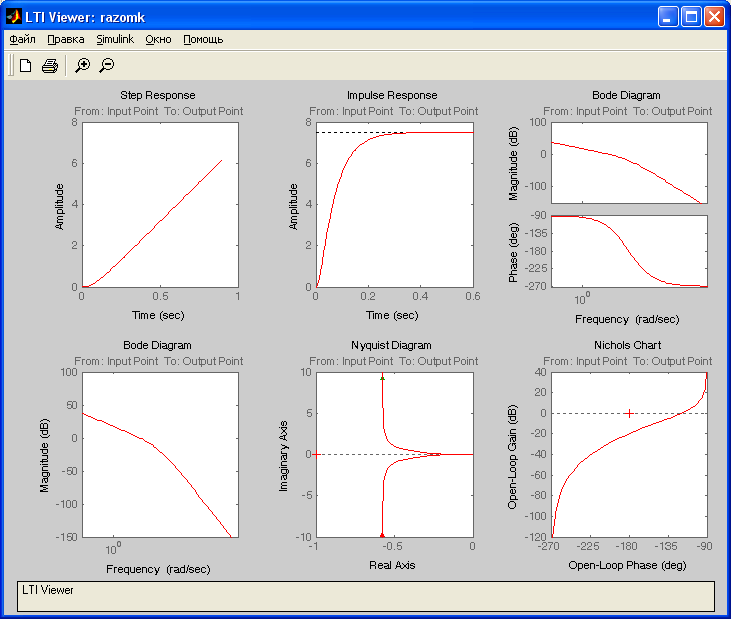 LTI Viewer: razomk
Файл Правка Simulink Окно Помощь
Step Response
From: Input Point To: Output Point
8
6
4
2
0
0 0.5 1
Amplitude
Time (sec)
Impulse Response
From: Input Point To: Output Point
8
6
4
2
0
0 0.2 0.4 0.6
Amplitude
Time (sec)
Bode Diagram
From: Input Point To: Output Point
100
0
-100
Magnitude (dB)
-90
-135
-180
-225
-270
Phase (deg)
10^0
Frequency (rad/sec)
Bode Diagram
From: Input Point To: Output Point
100
50
0
-50
-100
-150
Magnitude (dB)
10^0
Frequency (rad/sec)
Nyquist Diagram
From: Input Point To: Output Point
10
5
0
-5
-10
-1 -0.5 0
Imaginary Axis
Real Axis
Nichols Chart
From: Input Point To: Output Point
40
20
0
-20
-40
-60
-80
-100
-120
-270 -225 -180 -135 -90
Open-Loop Gain (dB)
Open-Loop Phase (deg)
LTI Viewer